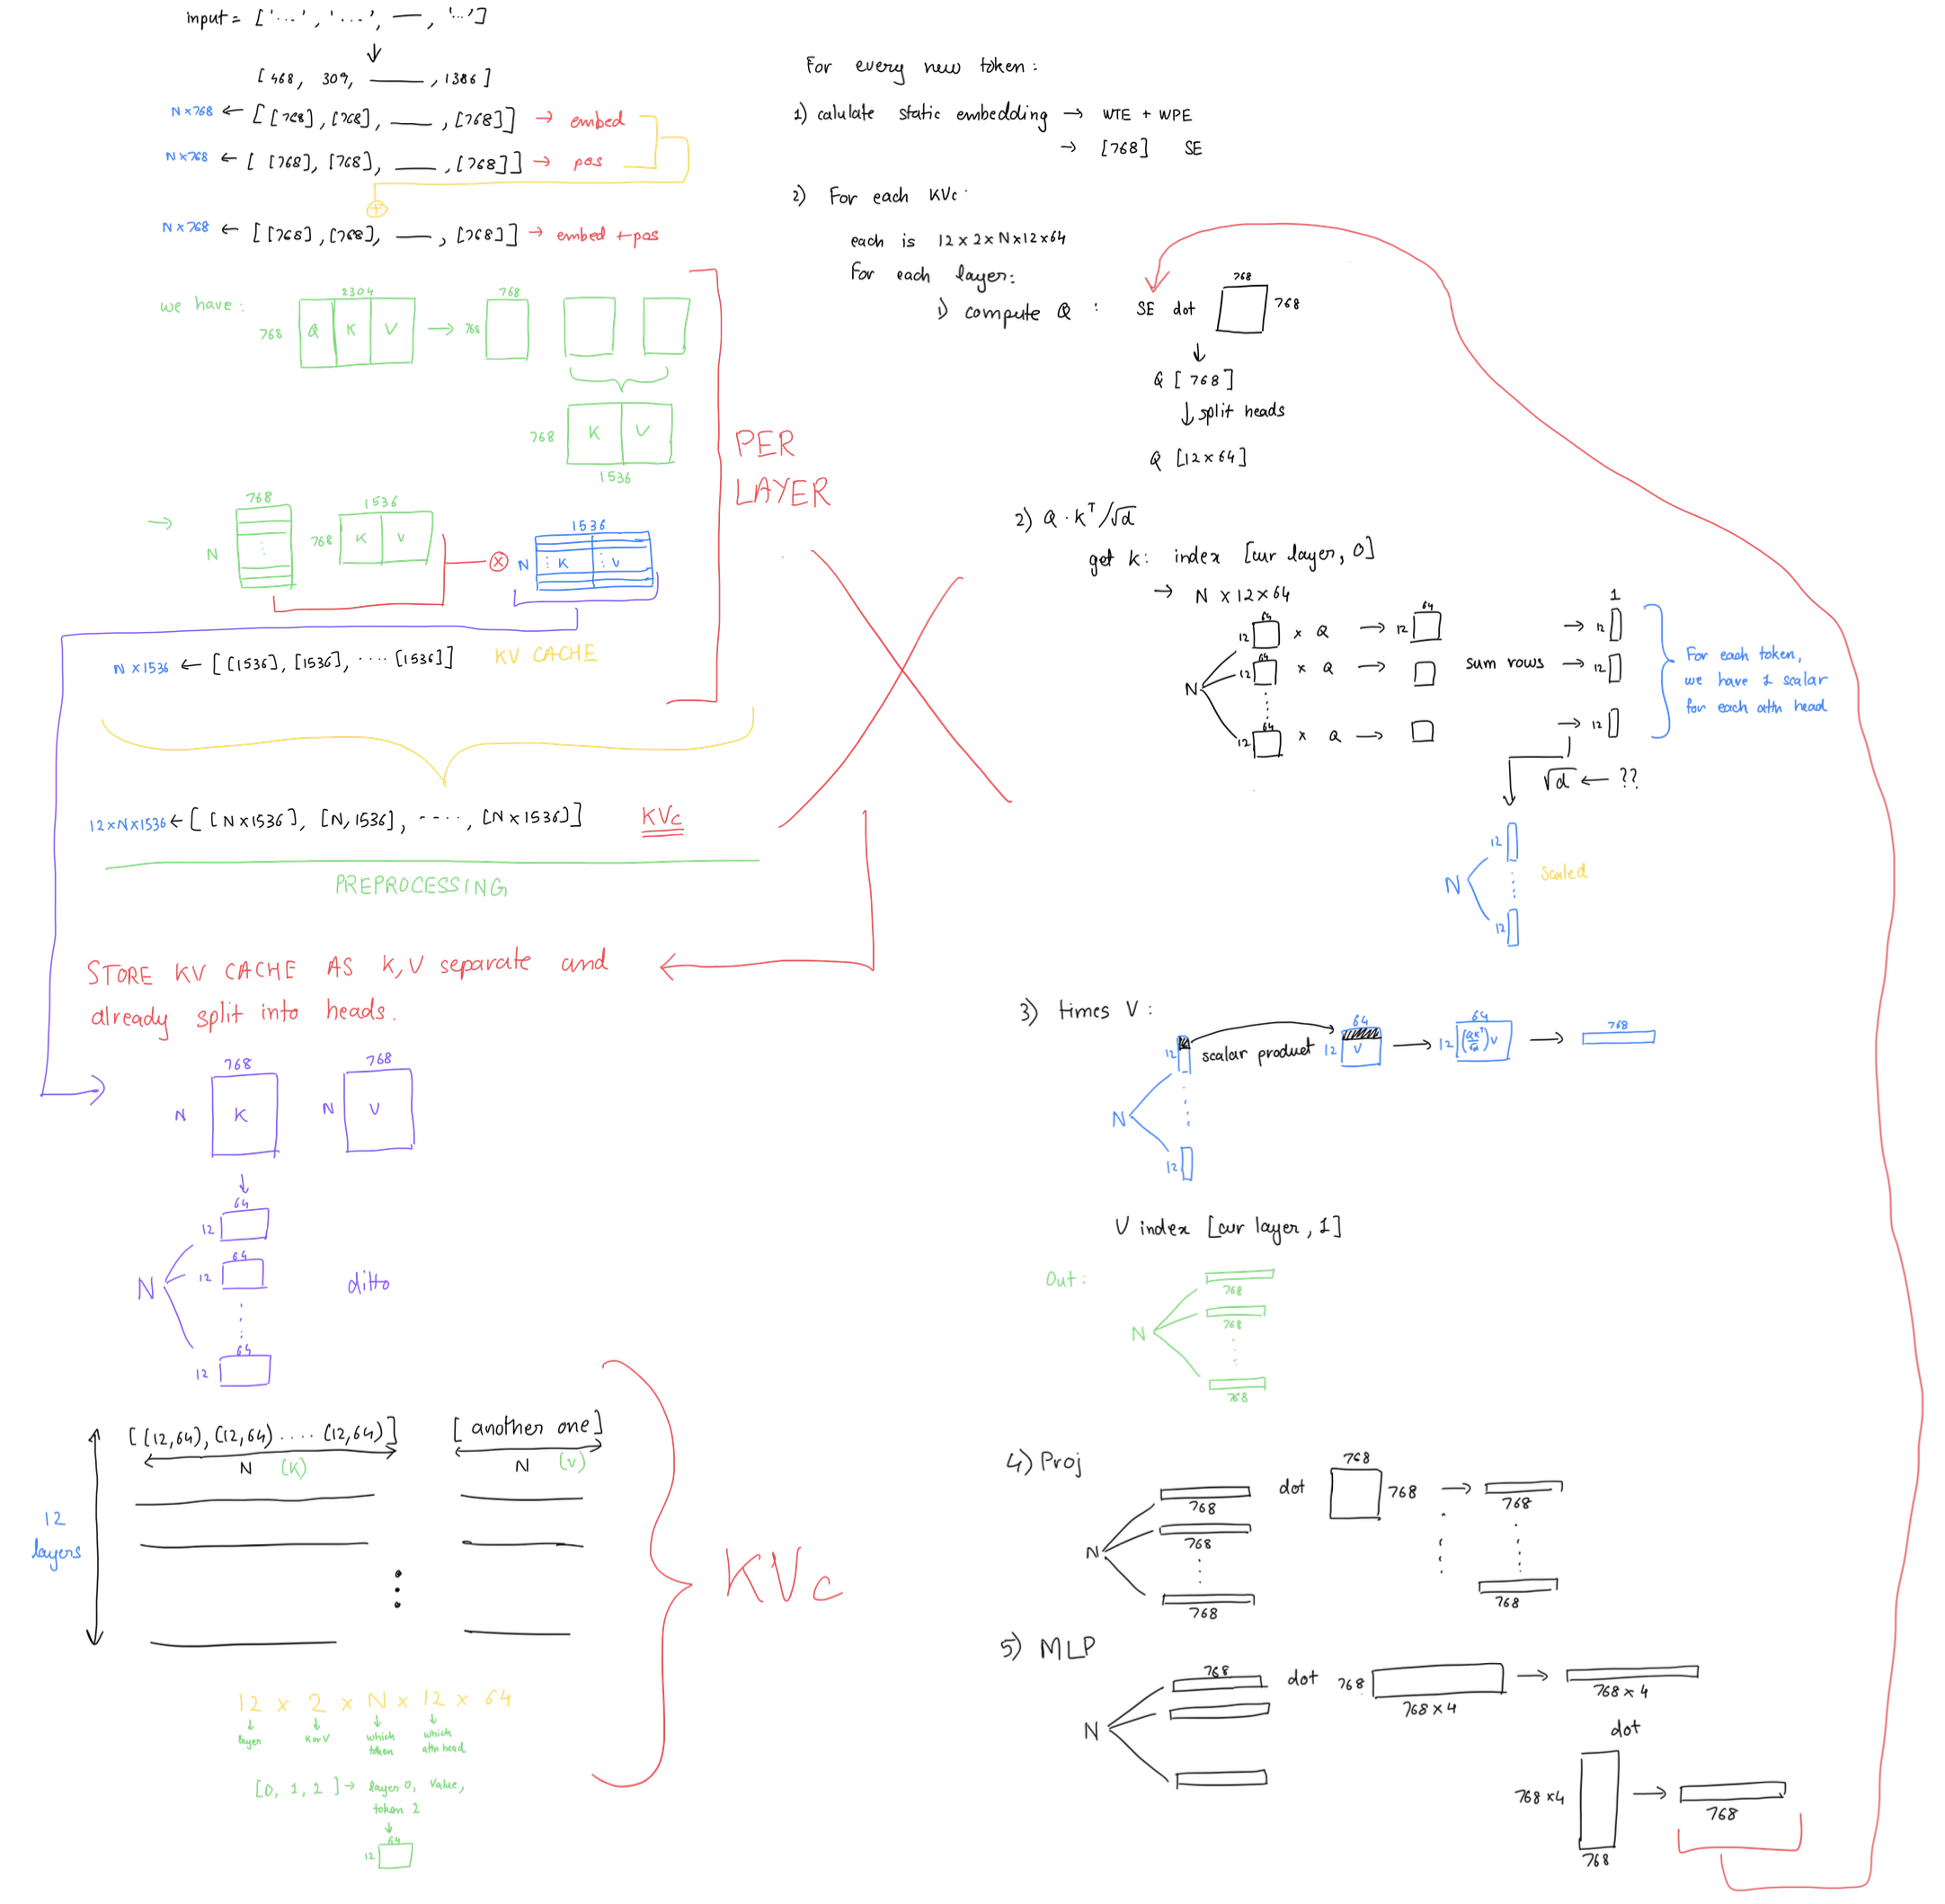 input = ['...', '...', —, '...']
[468, 309, ——, 1386]
N×768 ← [[768],[768], ——, [768]] → embed
N×768 ← [ [768], [768], ——, [768]] → pos
+
N×768 ← [[768],[768], ——, [768]] → embed + pos
we have:
2304
768 Q K V → 768
768
768 K V
1536
PER
LAYER
→
768
N
1536
768 K V
⊗
1536
N K V
N×1536 ← [[1536], [1536], .... [1536]] KV CACHE
12×N×1536 ← [ [N×1536], [N,1536], ----, [N×1536]] KVc
PREPROCESSING
STORE KV CACHE AS K,V separate and
already split into heads.
768 768
N K N V
↓
64
12
64
N 12 ditto
64
12
[(12,64), (12,64) .... (12,64)] [another one]
N (K) N (V)
12
layers
KVc
12 × 2 × N × 12 × 64
↓ ↓ ↓ ↓
layer K or V which token which attn head
[0, 1, 2] → layer 0, Value,
token 2
↓
64
12
For every new token:
1) calulate static embedding → WTE + WPE
→ [768] SE
2) For each KVc.
each is 12×2×N×12×64
For each layer:
1) compute Q : SE dot
768
768
↓
Q [768]
↓ split heads
Q [12×64]
2) Q·Kᵀ/√d
get K: index [cur layer, 0]
→ N × 12×64
64 64 1
12 × Q → 12 → 12
64
N 12 × Q → sum rows → 12
64
12 × Q → → 12
For each token,
we have 1 scalar
for each attn head
√d ← ??
12
N scaled
12
3) times V:
12 scalar product 64 12 V → 64 12 (QKᵀ/√d)V → 768
N
12
V index [cur layer, 1]
Out:
768
768
N
768
4) Proj
768 dot 768 768 → 768
768
N
768 768
5) MLP
768 dot 768 768×4 → 768×4
N
dot
768×4 → 768
768